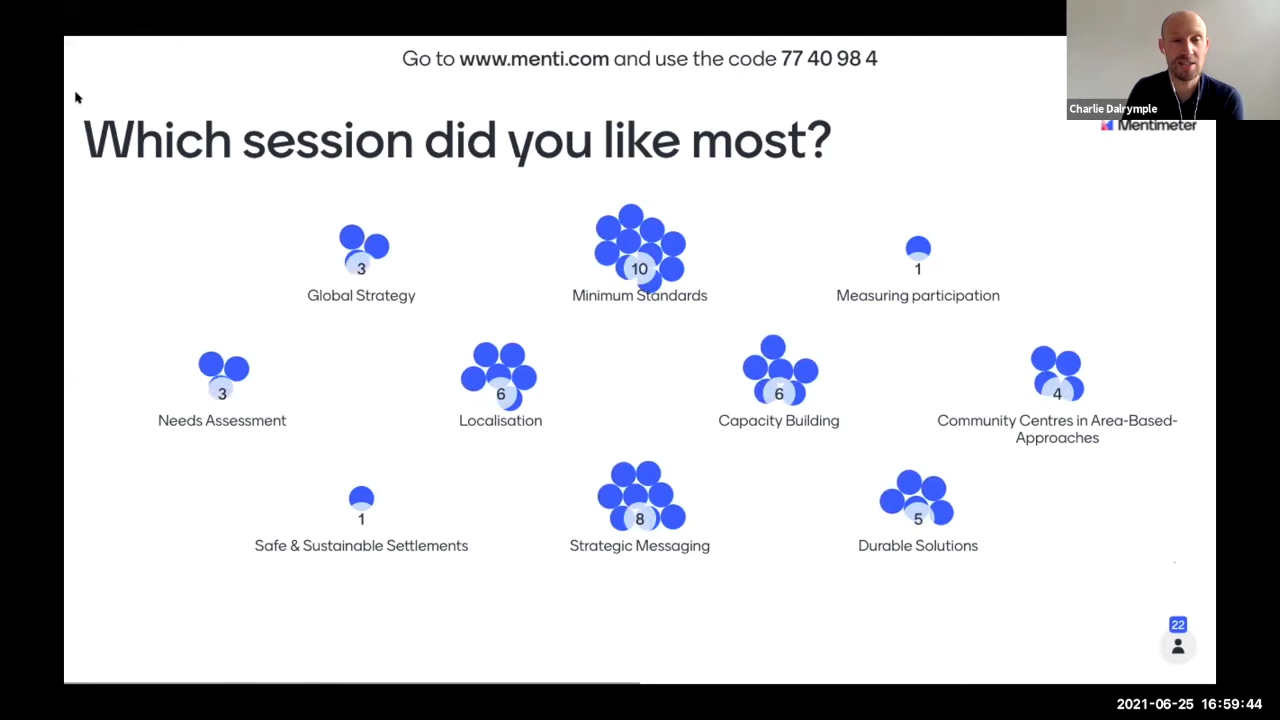 Go to www.menti.com and use the code 77 40 98 4
Charlie Dalrymple
Mentimeter
Which session did you like most?
3
Global Strategy
10
Minimum Standards
1
Measuring participation
3
Needs Assessment
6
Localisation
6
Capacity Building
4
Community Centres in Area-Based-
Approaches
1
Safe & Sustainable Settlements
8
Strategic Messaging
5
Durable Solutions
22
2021-06-25 16:59:44